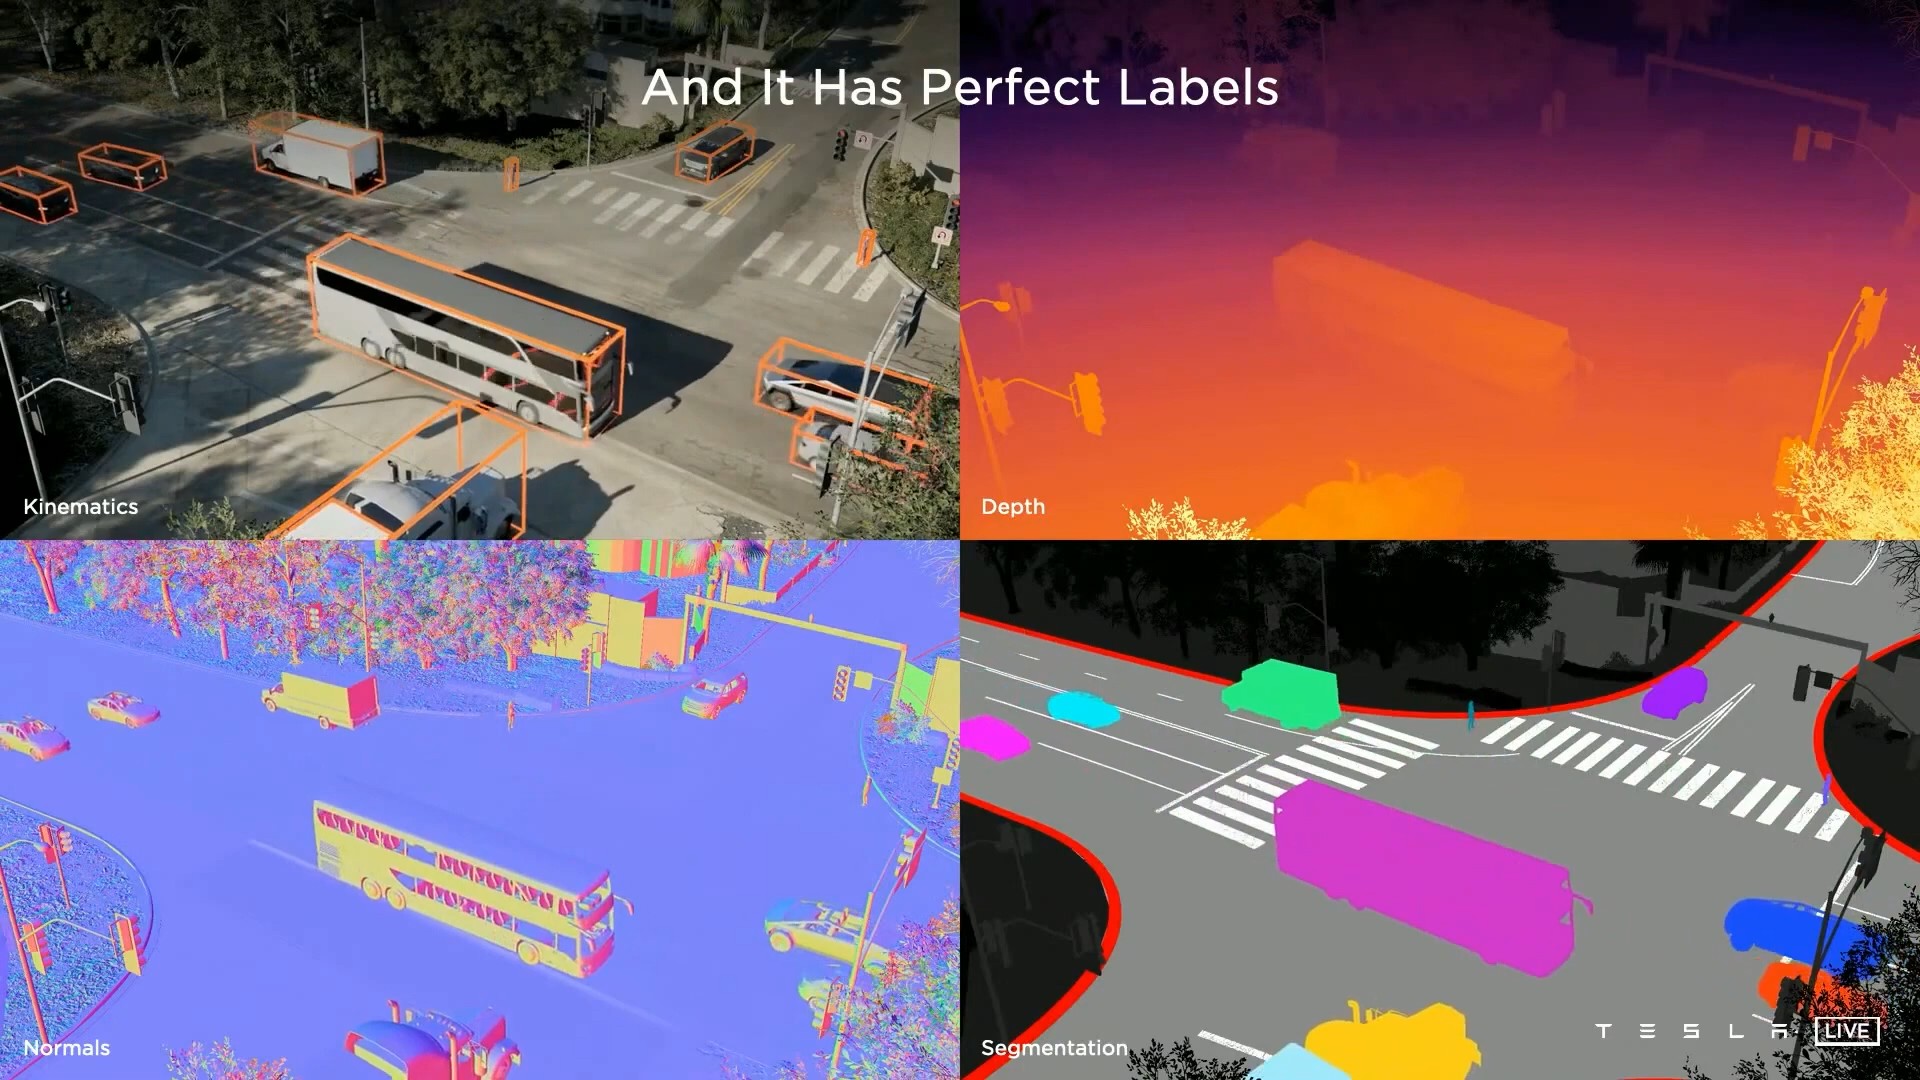 And It Has Perfect Labels
Kinematics
Depth
Normals
Segmentation
TESLA LIVE